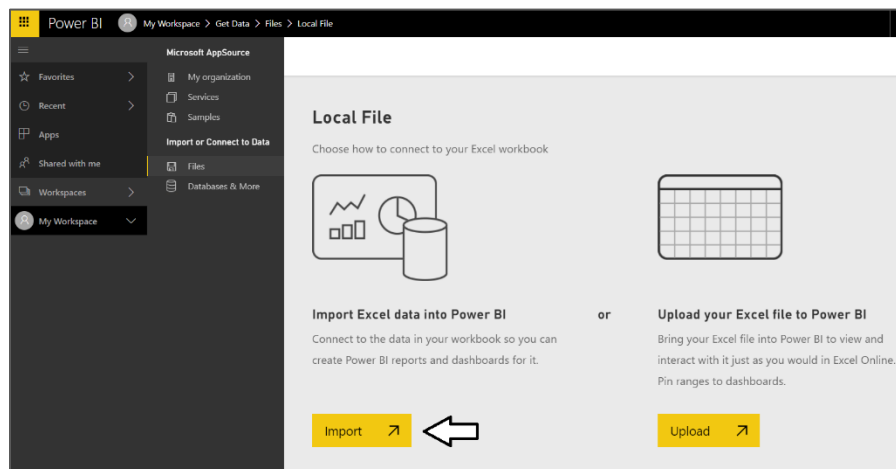 Power BI
My Workspace > Get Data > Files > Local File
Favorites
Recent
Apps
Shared with me
Workspaces
My Workspace
Microsoft AppSource
My organization
Services
Samples
Import or Connect to Data
Files
Databases & More
Local File
Choose how to connect to your Excel workbook
Import Excel data into Power BI
Connect to the data in your workbook so you can
create Power BI reports and dashboards for it.
Import
or
Upload your Excel file to Power BI
Bring your Excel file into Power BI to view and
interact with it just as you would in Excel Online.
Pin ranges to dashboards.
Upload